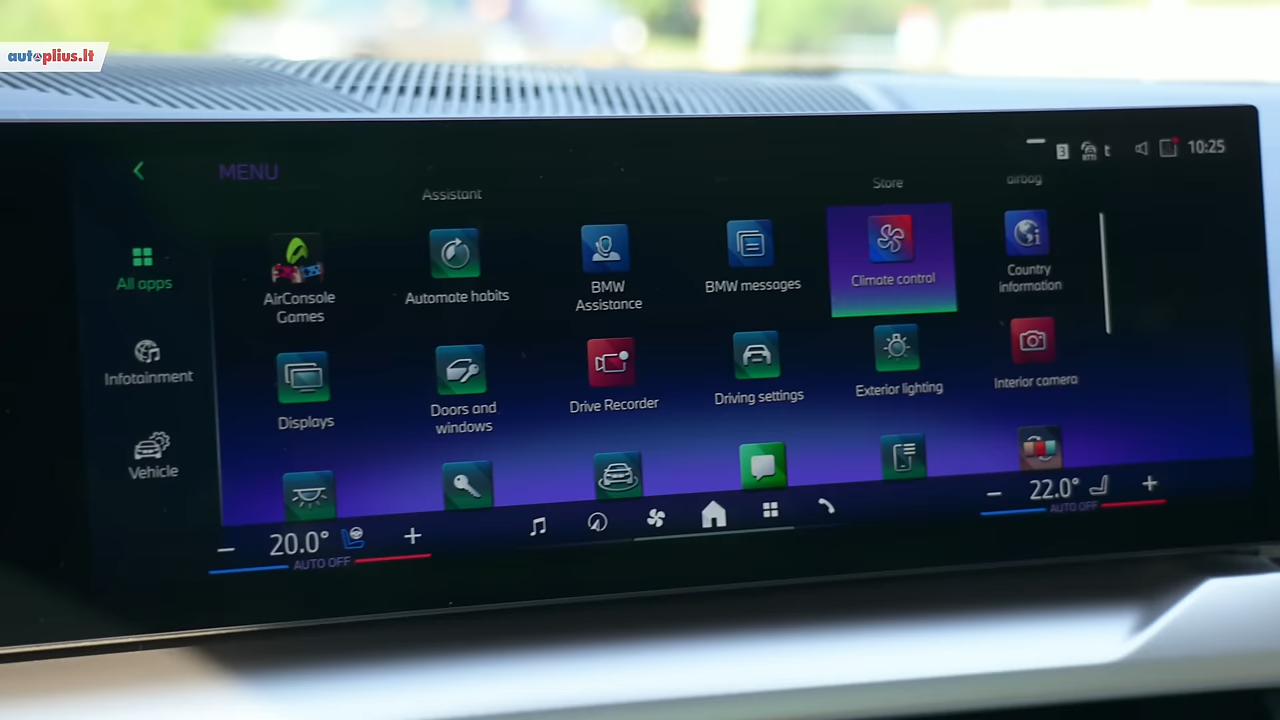 autoplius.lt
MENU
3
10:25
Assistant
Store
airbag
All apps
Infotainment
Vehicle
AirConsole
Games
Automate habits
BMW
Assistance
BMW messages
Climate control
Country
information
Displays
Doors and
windows
Drive Recorder
Driving settings
Exterior lighting
Interior camera
− 20.0° +
AUTO OFF
− 22.0° +
AUTO OFF